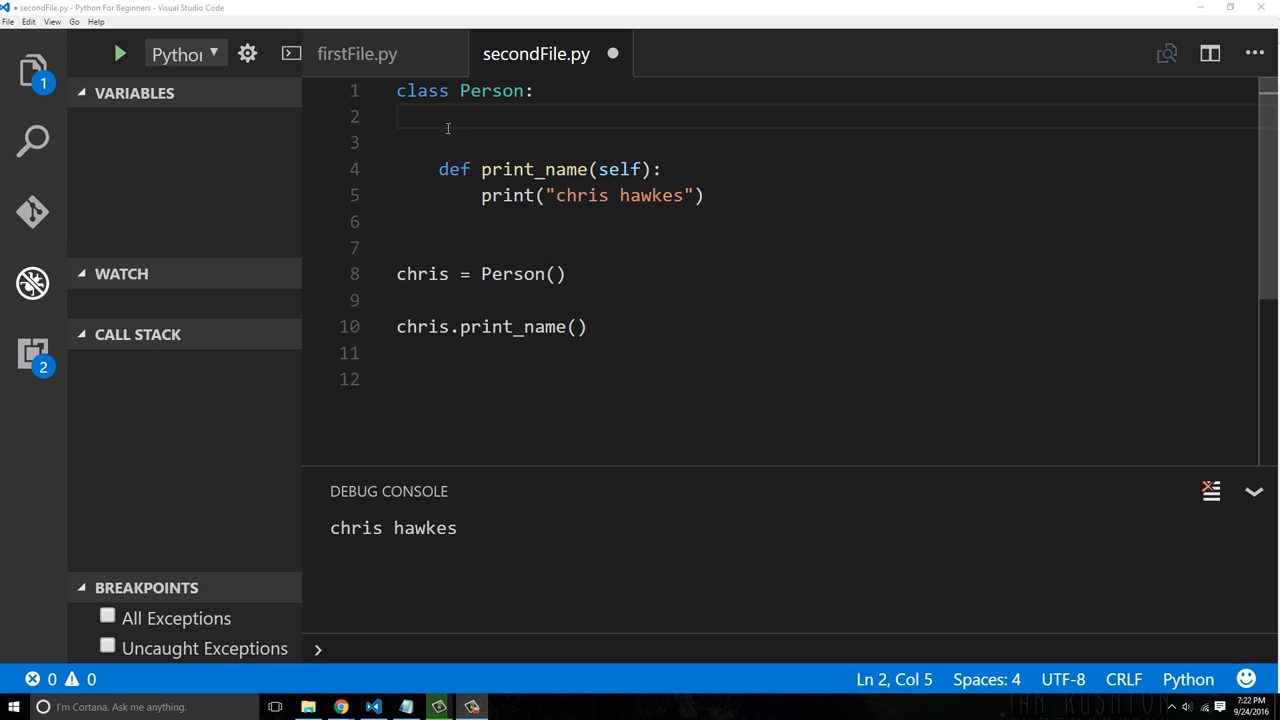 ● secondFile.py - Python For Beginners - Visual Studio Code
File Edit View Go Help
1
Pythoı
firstFile.py
secondFile.py
VARIABLES
WATCH
CALL STACK
2
BREAKPOINTS
All Exceptions
Uncaught Exceptions
1 class Person:
2
3
4 def print_name(self):
5 print("chris hawkes")
6
7
8 chris = Person()
9
10 chris.print_name()
11
12
DEBUG CONSOLE
chris hawkes
0 0
Ln 2, Col 5 Spaces: 4 UTF-8 CRLF Python
I'm Cortana. Ask me anything.
7:22 PM
9/24/2016